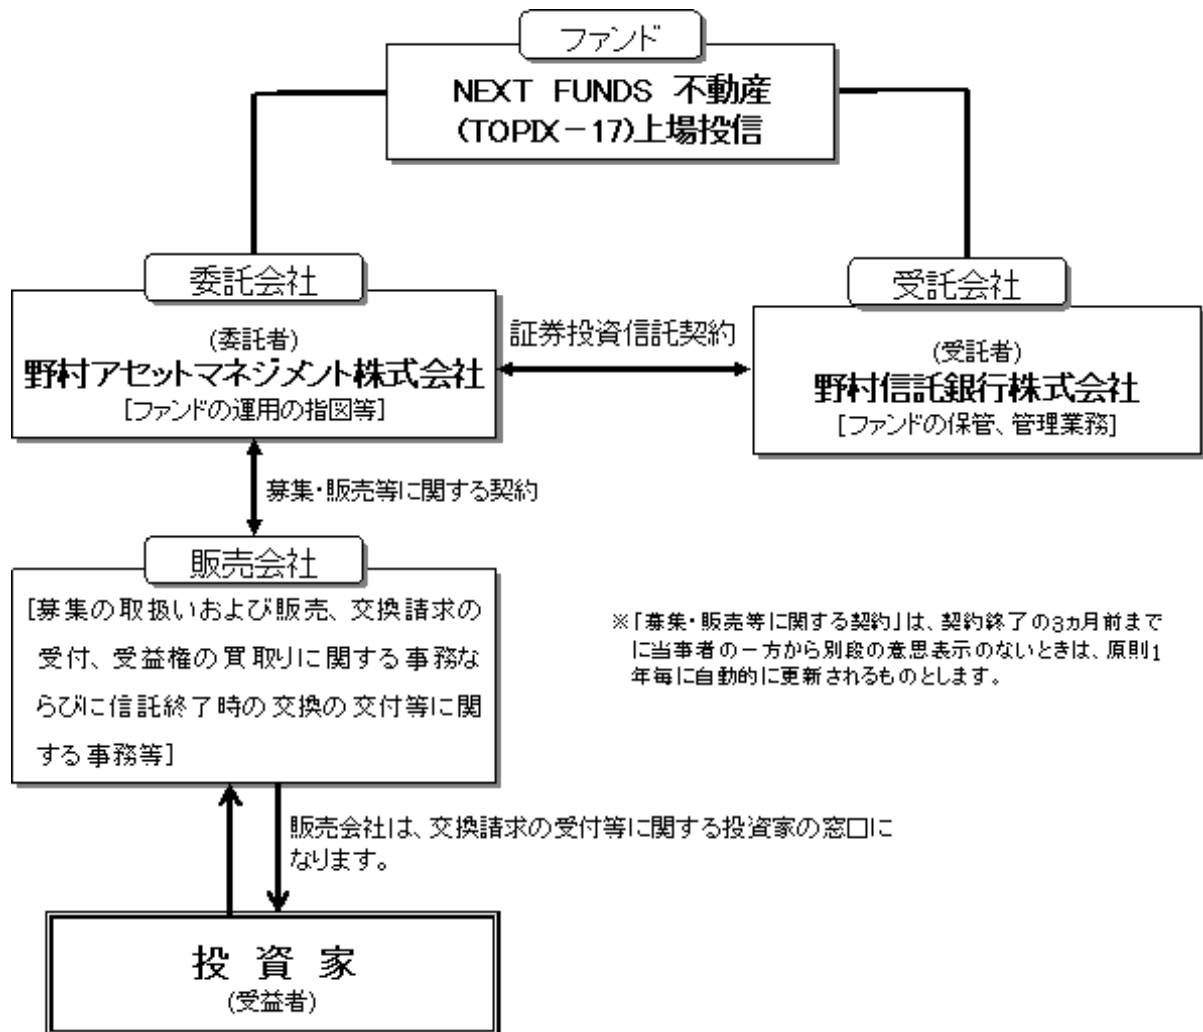 ファンド
NEXT FUNDS 不動産
(TOPIX－17)上場投信
委託会社
(委託者)
野村アセットマネジメント株式会社
[ファンドの運用の指図等]
証券投資信託契約
受託会社
(受託者)
野村信託銀行株式会社
[ファンドの保管、管理業務]
募集・販売等に関する契約
販売会社
[募集の取扱いおよび販売、交換請求の
受付、受益権の買取りに関する事務な
らびに信託終了時の交換の交付等に関
する事務等]
※「募集・販売等に関する契約」は、契約終了の3ヵ月前まで
に当事者の一方から別段の意思表示のないときは、原則1
年毎に自動的に更新されるものとします。
販売会社は、交換請求の受付等に関する投資家の窓口に
なります。
投 資 家
(受益者)